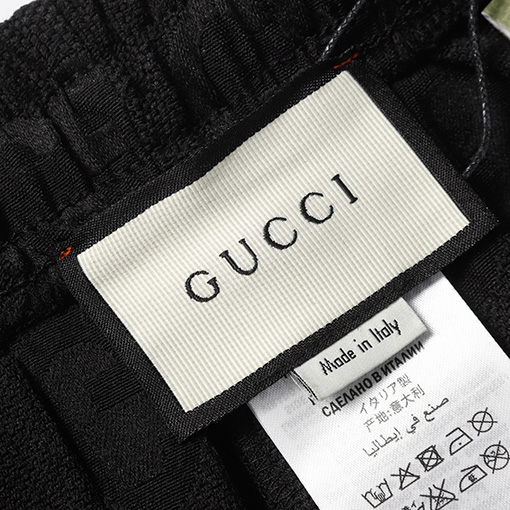 GUCCI
Made in Italy
СДЕЛАНО В ИТАЛИИ
イタリア製
产地:意大利
صنع في إيطاليا